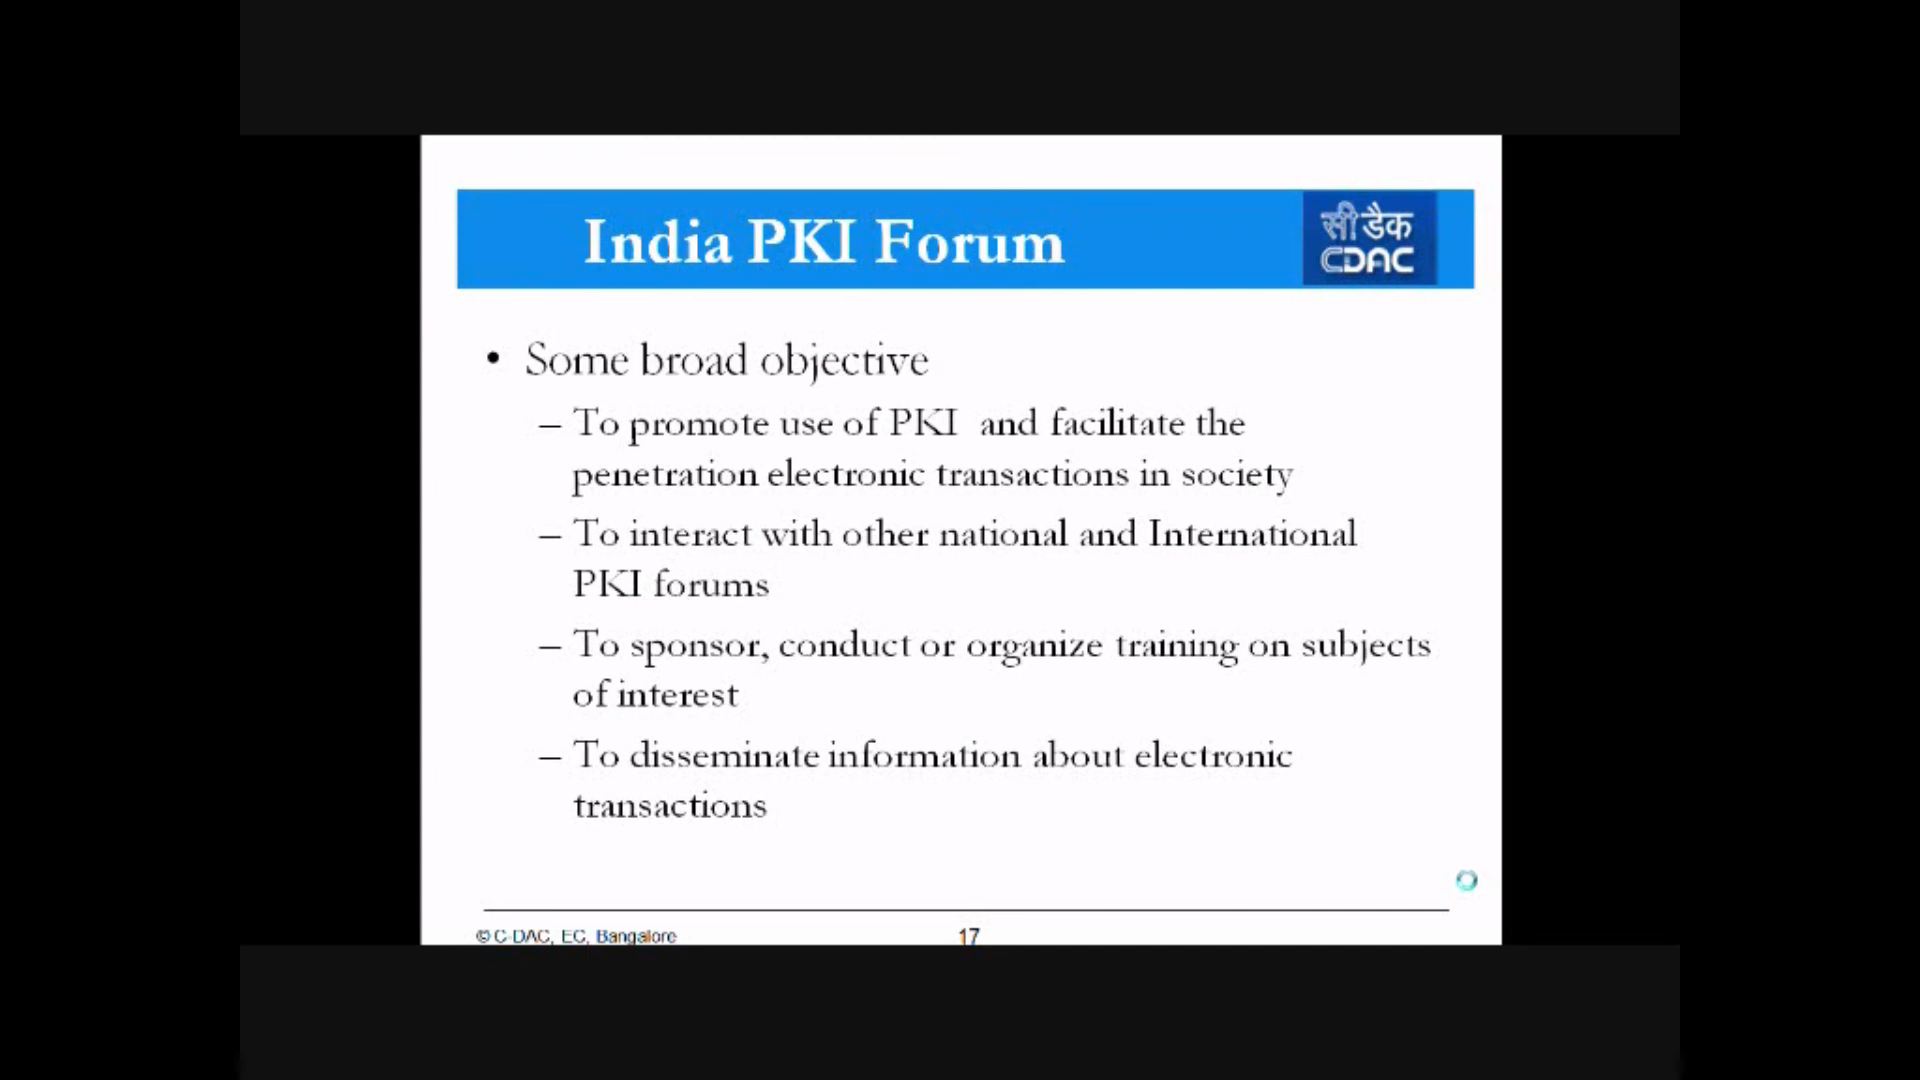 India PKI Forum
सी डैक
CDAC
• Some broad objective
– To promote use of PKI and facilitate the
penetration electronic transactions in society
– To interact with other national and International
PKI forums
– To sponsor, conduct or organize training on subjects
of interest
– To disseminate information about electronic
transactions
© C-DAC, EC, Bangalore
17